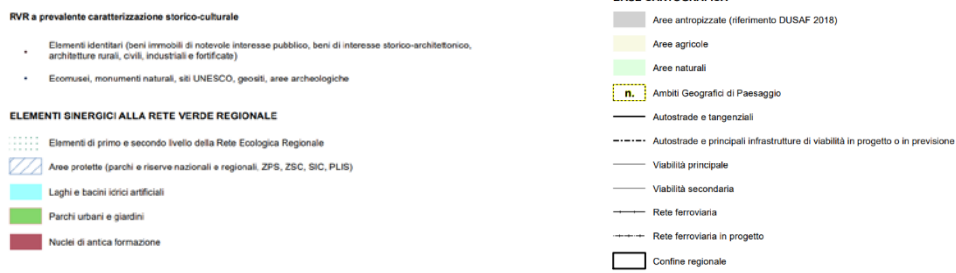 RVR a prevalente caratterizzazione storico-culturale
Elementi identitari (beni immobili di notevole interesse pubblico, beni di interesse storico-architettonico,
architetture rurali, civili, industriali e fortificate)
Ecomusei, monumenti naturali, siti UNESCO, geositi, aree archeologiche
ELEMENTI SINERGICI ALLA RETE VERDE REGIONALE
Elementi di primo e secondo livello della Rete Ecologica Regionale
Aree protette (parchi e riserve nazionali e regionali, ZPS, ZSC, SIC, PLIS)
Laghi e bacini idrici artificiali
Parchi urbani e giardini
Nuclei di antica formazione
Aree antropizzate (riferimento DUSAF 2018)
Aree agricole
Aree naturali
n. Ambiti Geografici di Paesaggio
Autostrade e tangenziali
Autostrade e principali infrastrutture di viabilità in progetto o in previsione
Viabilità principale
Viabilità secondaria
Rete ferroviaria
Rete ferroviaria in progetto
Confine regionale